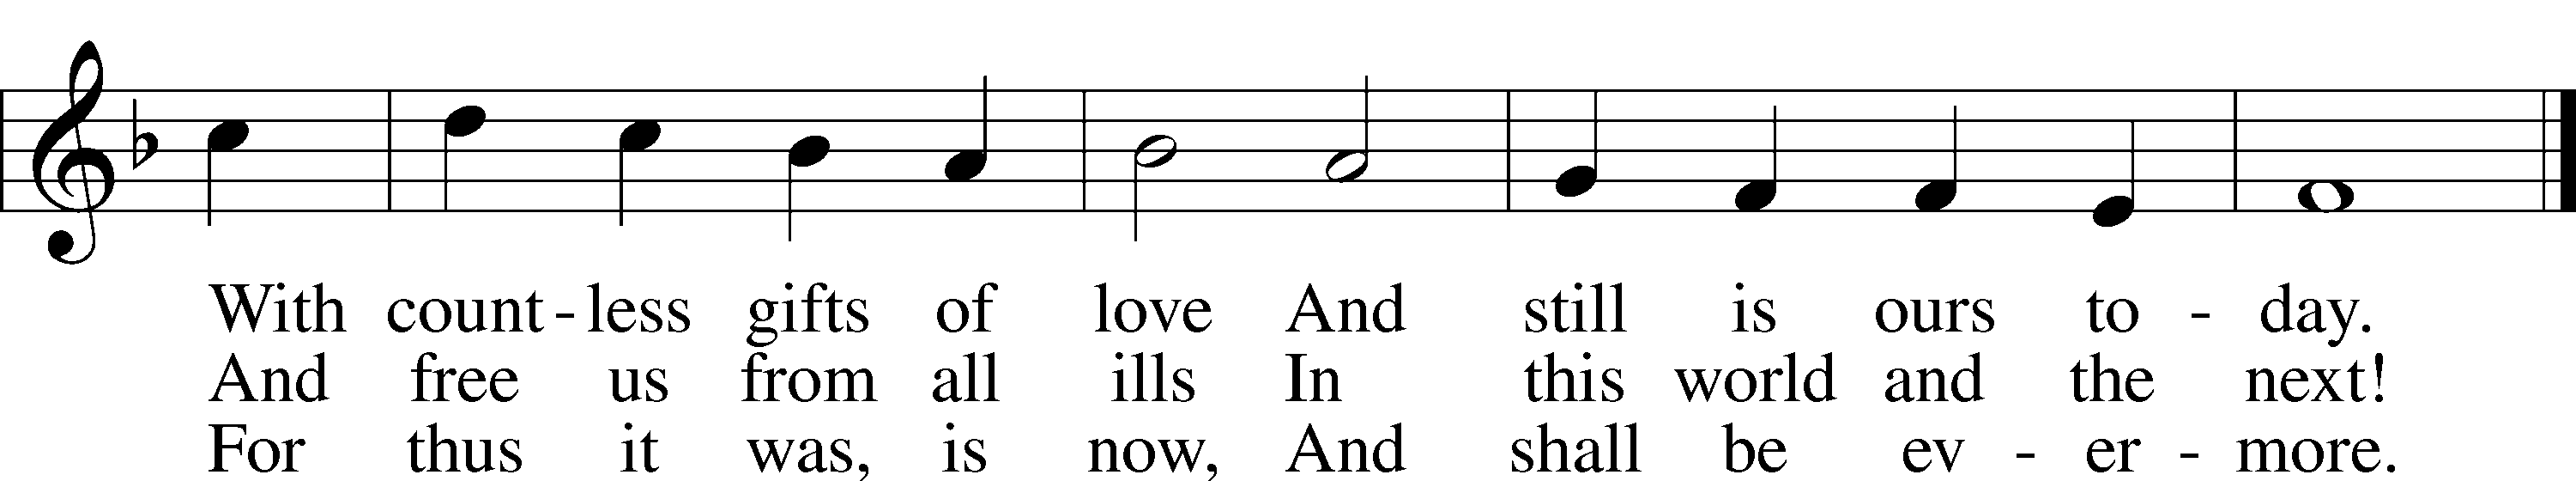 With count - less gifts of love And still is ours to - day.
And free us from all ills In this world and the next!
For thus it was, is now, And shall be ev - er - more.